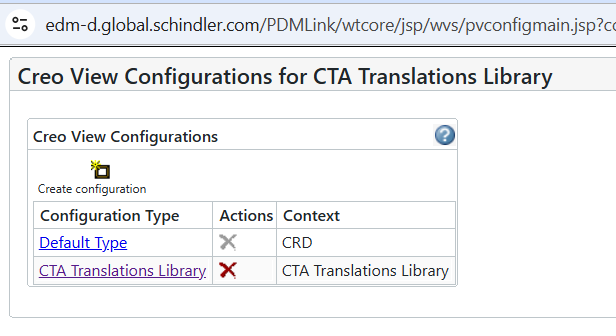 edm-d.global.schindler.com/PDMLink/wtcore/jsp/wvs/pvconfigmain.jsp?co
Creo View Configurations for CTA Translations Library
Creo View Configurations
Create configuration
Configuration Type Actions Context
Default Type CRD
CTA Translations Library CTA Translations Library